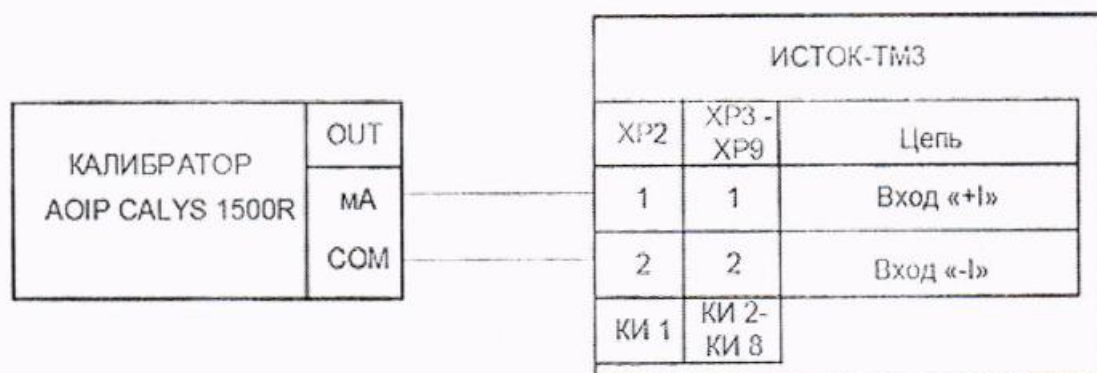 ИСТОК-ТМ3
КАЛИБРАТОР
AOIP CALYS 1500R
OUT
мА
COM
XP2
XP3 -
XP9
Цепь
1
1
Вход «+I»
2
2
Вход «-I»
КИ 1
КИ 2-
КИ 8